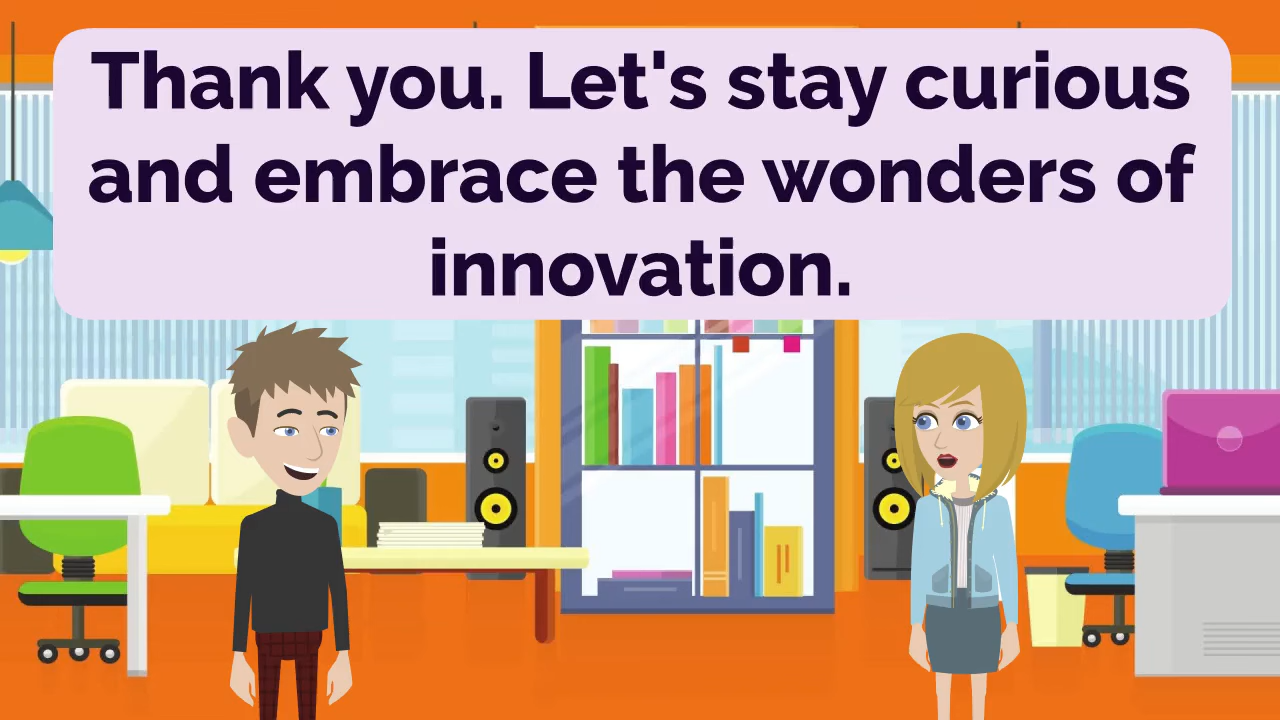 Thank you. Let's stay curious
and embrace the wonders of
innovation.